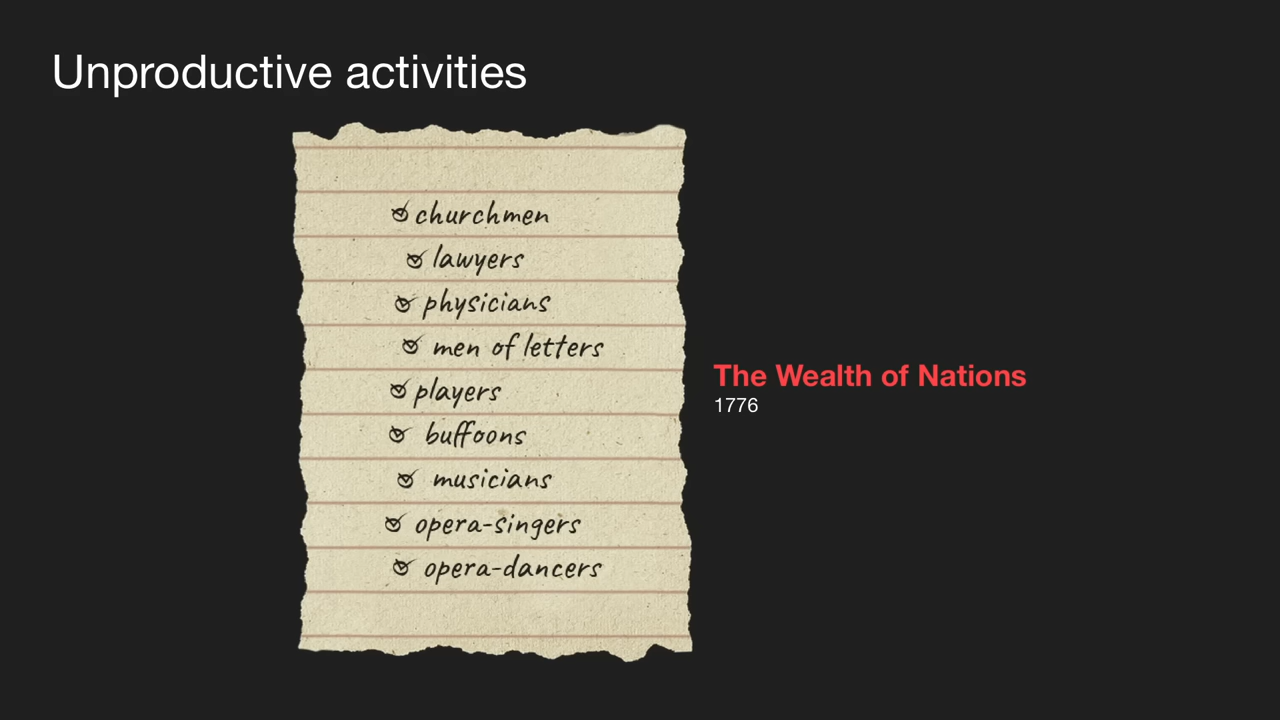 Unproductive activities
churchmen
lawyers
physicians
men of letters
players
buffoons
musicians
opera-singers
opera-dancers
The Wealth of Nations
1776